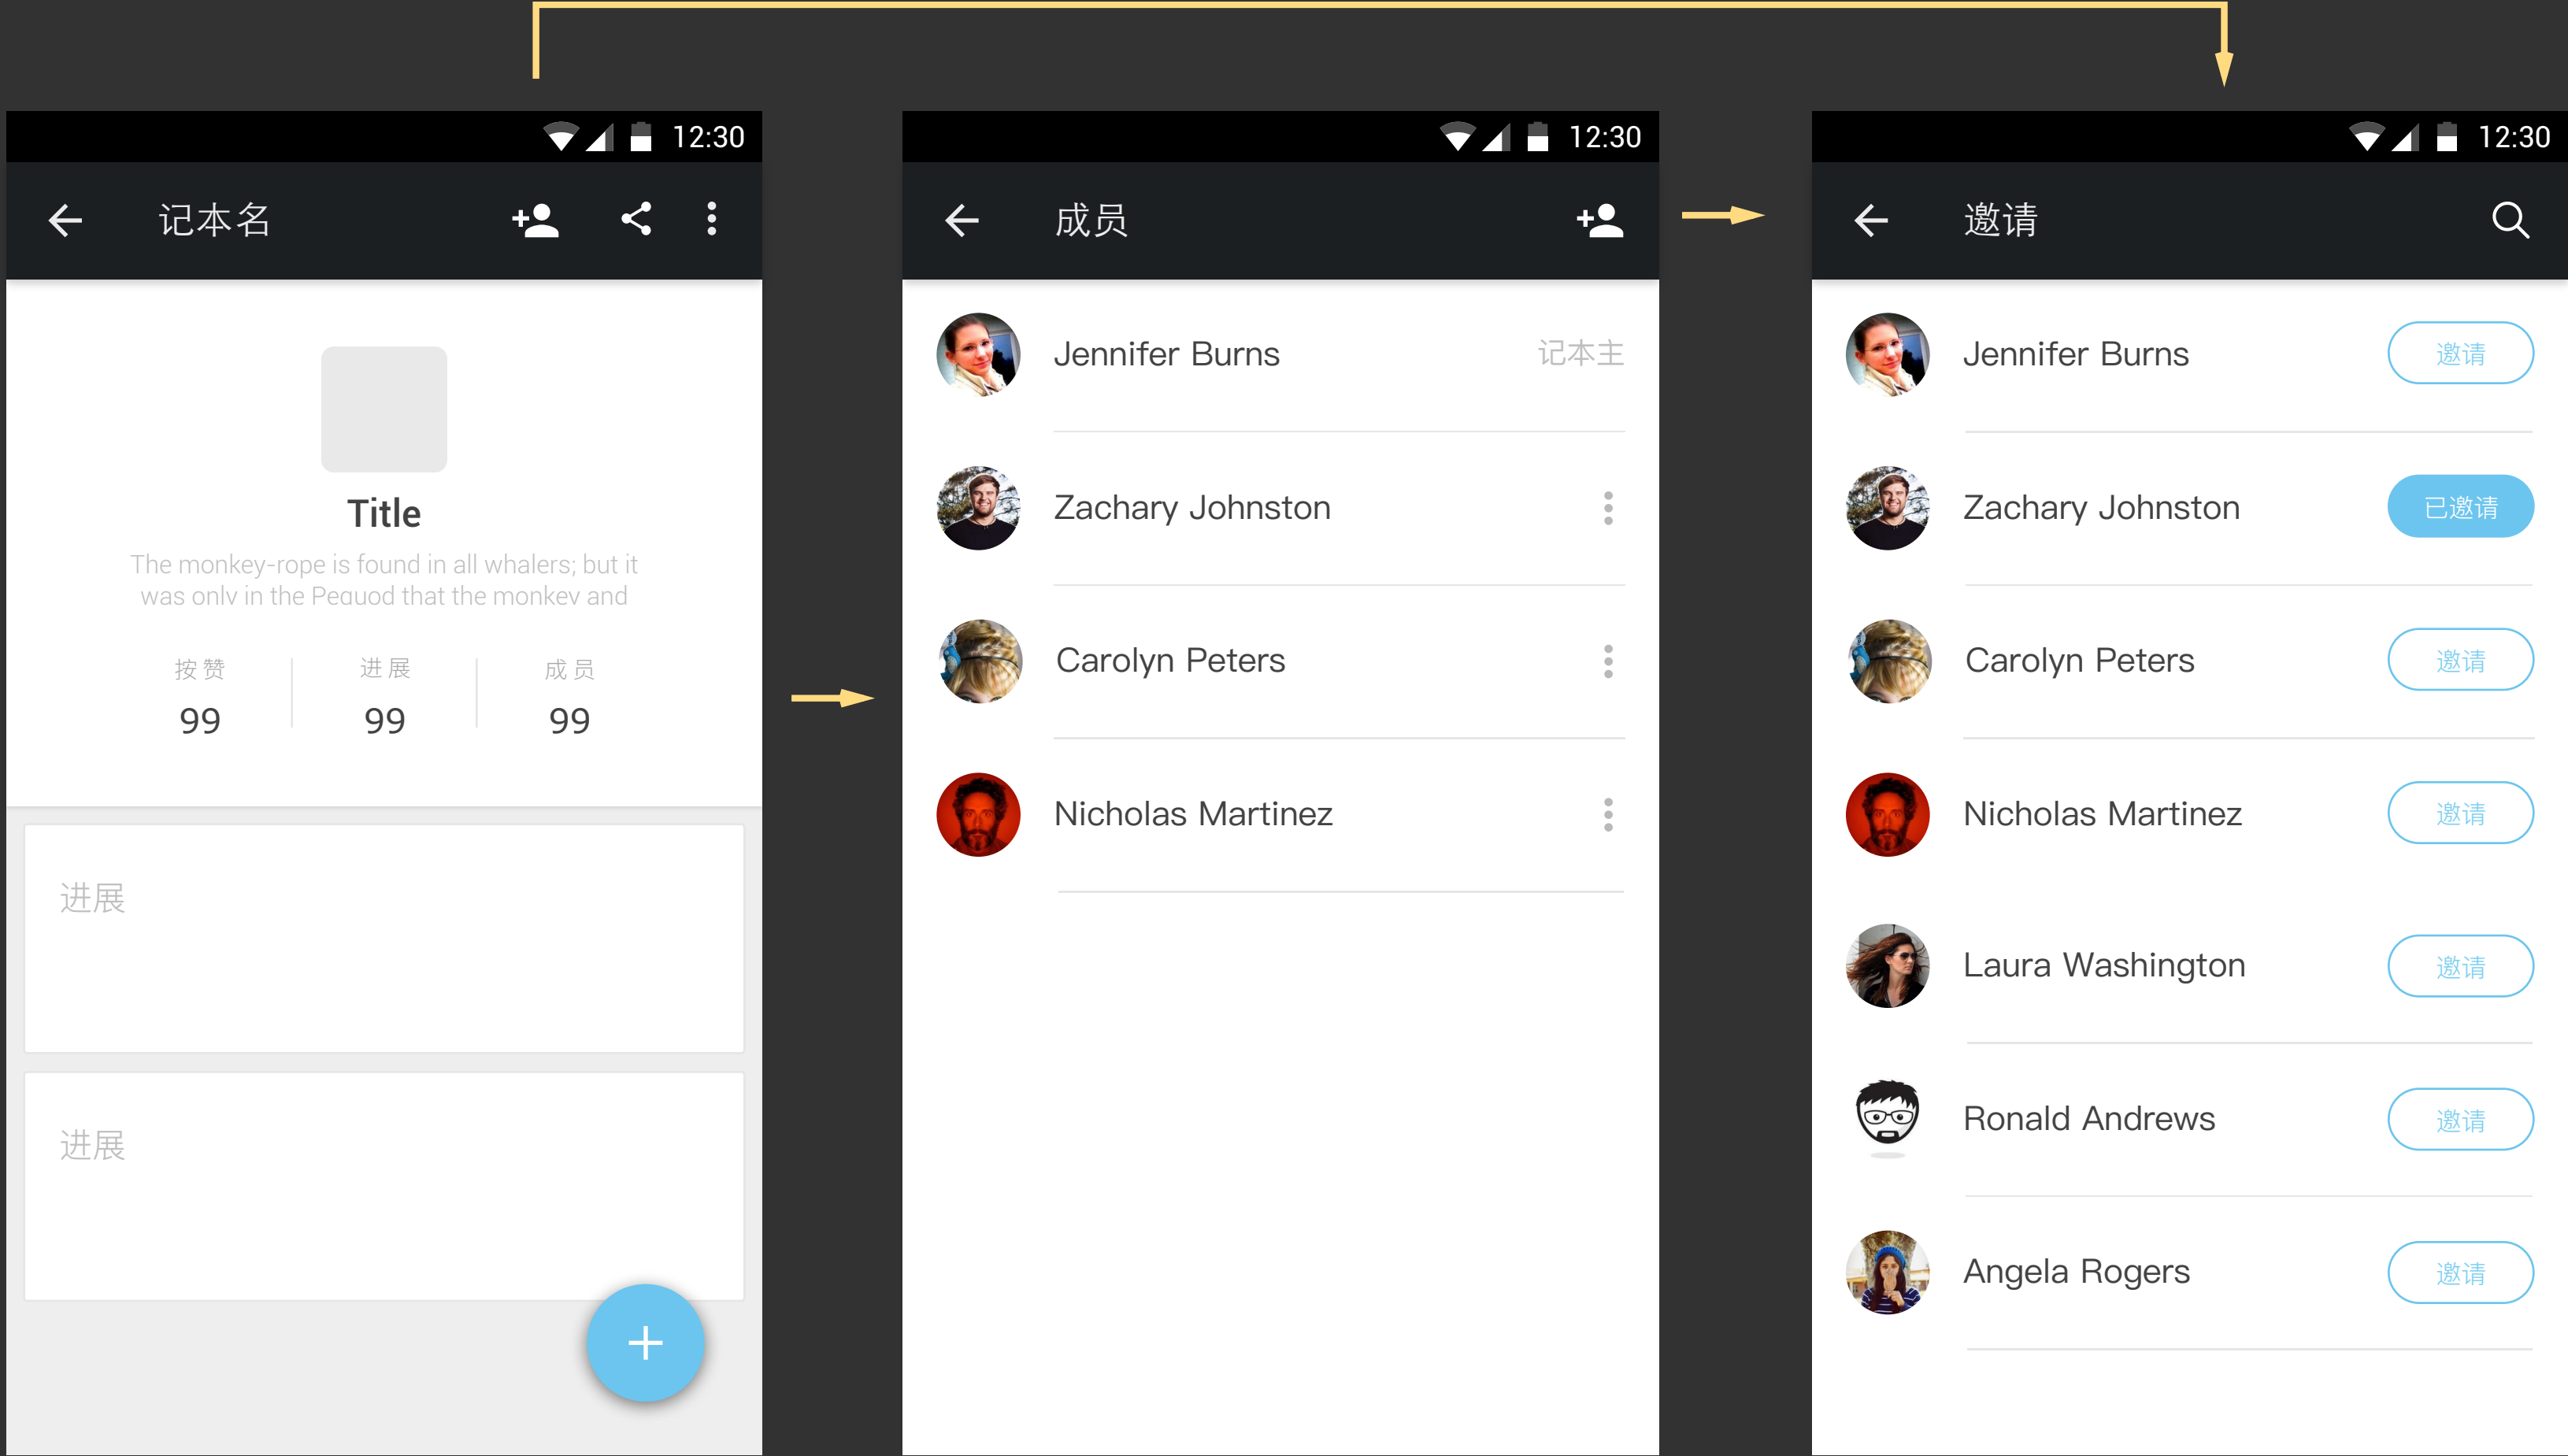 12:30
记本名
Title
The monkey-rope is found in all whalers; but it
was only in the Pequod that the monkey and
按赞 进展 成员
99 99 99
进展
进展
12:30
成员
Jennifer Burns 记本主
Zachary Johnston
Carolyn Peters
Nicholas Martinez
12:30
邀请
Jennifer Burns 邀请
Zachary Johnston 已邀请
Carolyn Peters 邀请
Nicholas Martinez 邀请
Laura Washington 邀请
Ronald Andrews 邀请
Angela Rogers 邀请